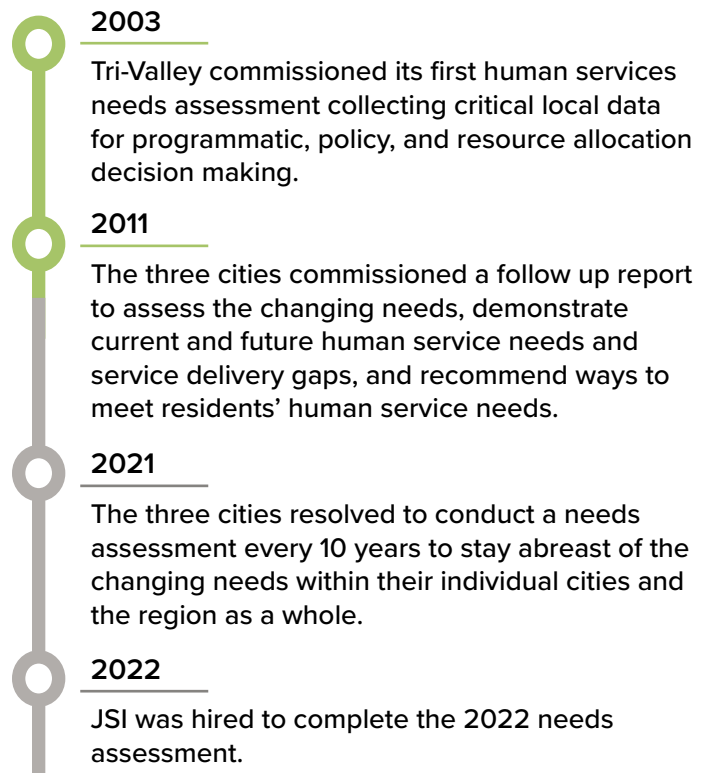 2003
Tri-Valley commissioned its first human services
needs assessment collecting critical local data
for programmatic, policy, and resource allocation
decision making.
2011
The three cities commissioned a follow up report
to assess the changing needs, demonstrate
current and future human service needs and
service delivery gaps, and recommend ways to
meet residents’ human service needs.
2021
The three cities resolved to conduct a needs
assessment every 10 years to stay abreast of the
changing needs within their individual cities and
the region as a whole.
2022
JSI was hired to complete the 2022 needs
assessment.